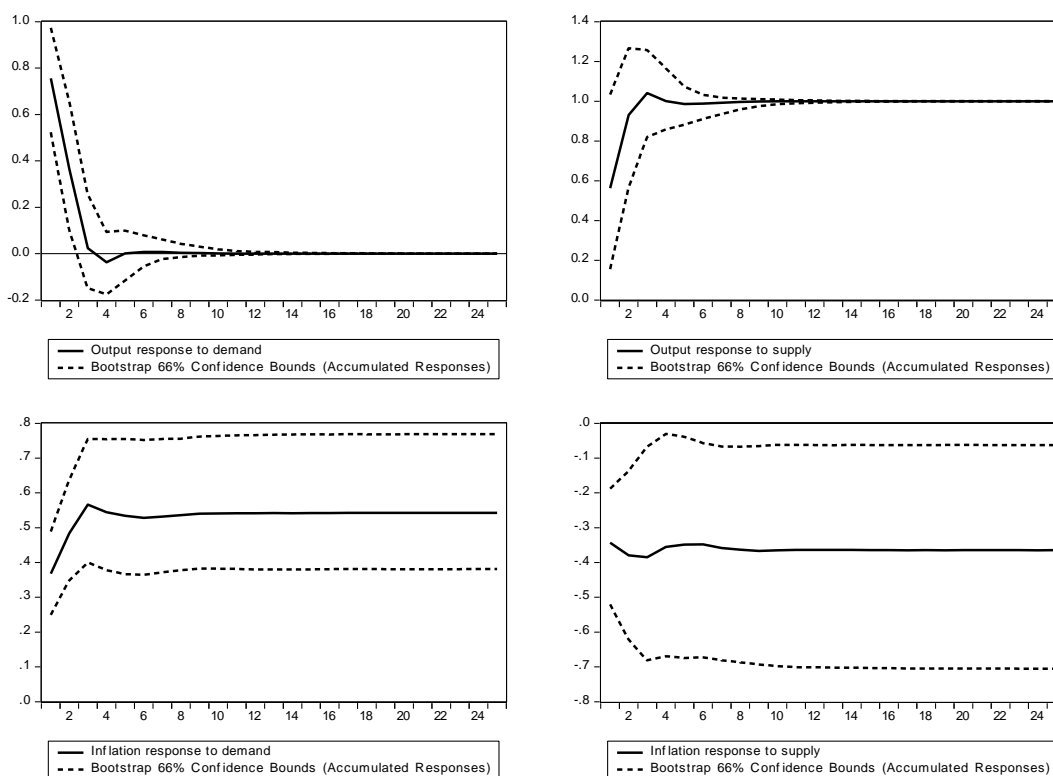 1.0
0.8
0.6
0.4
0.2
0.0
-0.2
2 4 6 8 10 12 14 16 18 20 22 24
Output response to demand
Bootstrap 66% Confidence Bounds (Accumulated Responses)
1.4
1.2
1.0
0.8
0.6
0.4
0.2
0.0
2 4 6 8 10 12 14 16 18 20 22 24
Output response to supply
Bootstrap 66% Confidence Bounds (Accumulated Responses)
.8
.7
.6
.5
.4
.3
.2
.1
.0
2 4 6 8 10 12 14 16 18 20 22 24
Inflation response to demand
Bootstrap 66% Confidence Bounds (Accumulated Responses)
.0
-.1
-.2
-.3
-.4
-.5
-.6
-.7
-.8
2 4 6 8 10 12 14 16 18 20 22 24
Inflation response to supply
Bootstrap 66% Confidence Bounds (Accumulated Responses)